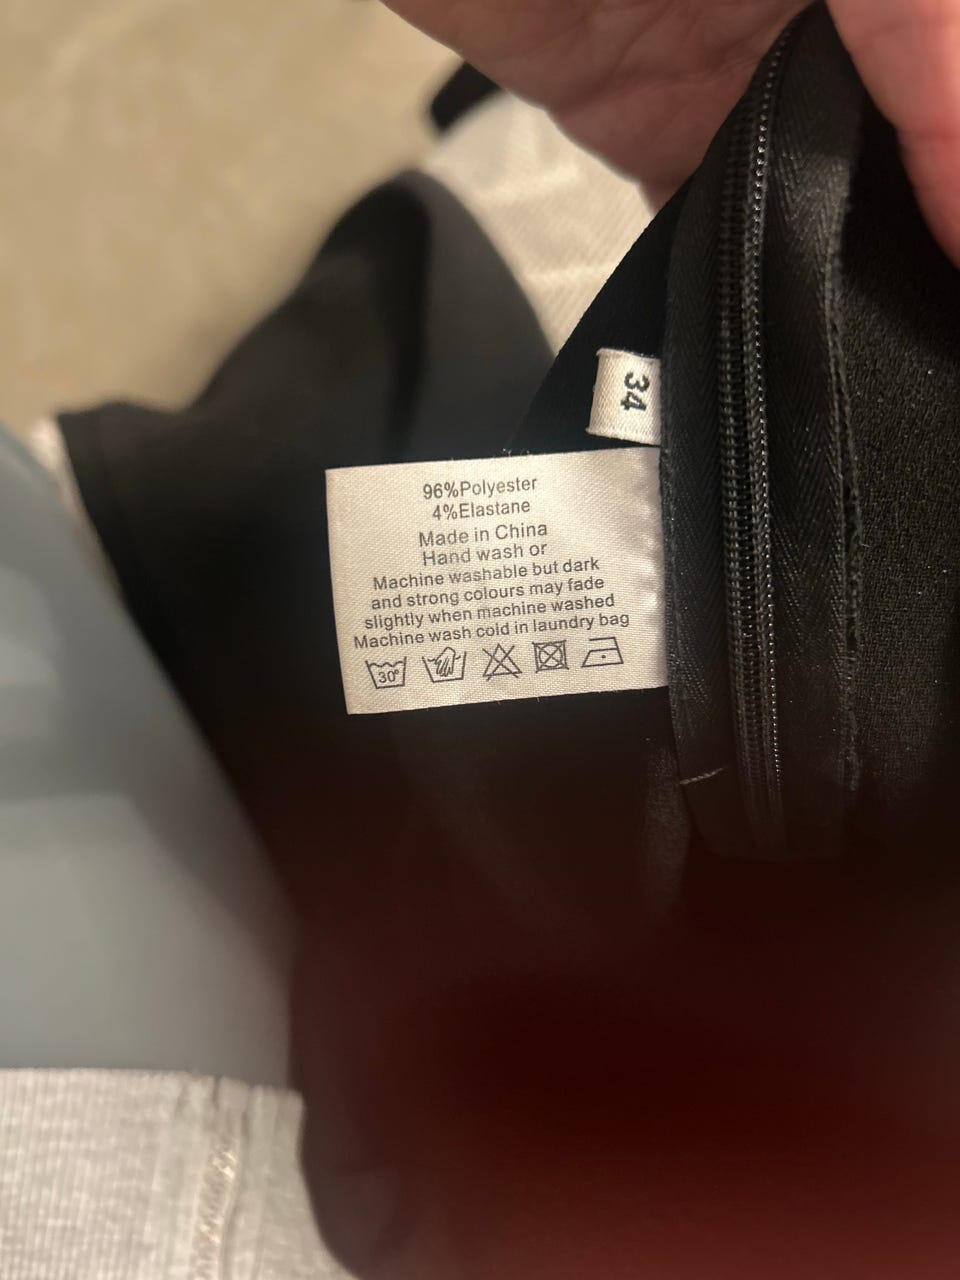 34
96%Polyester
4%Elastane
Made in China
Hand wash or
Machine washable but dark
and strong colours may fade
slightly when machine washed
Machine wash cold in laundry bag
30°